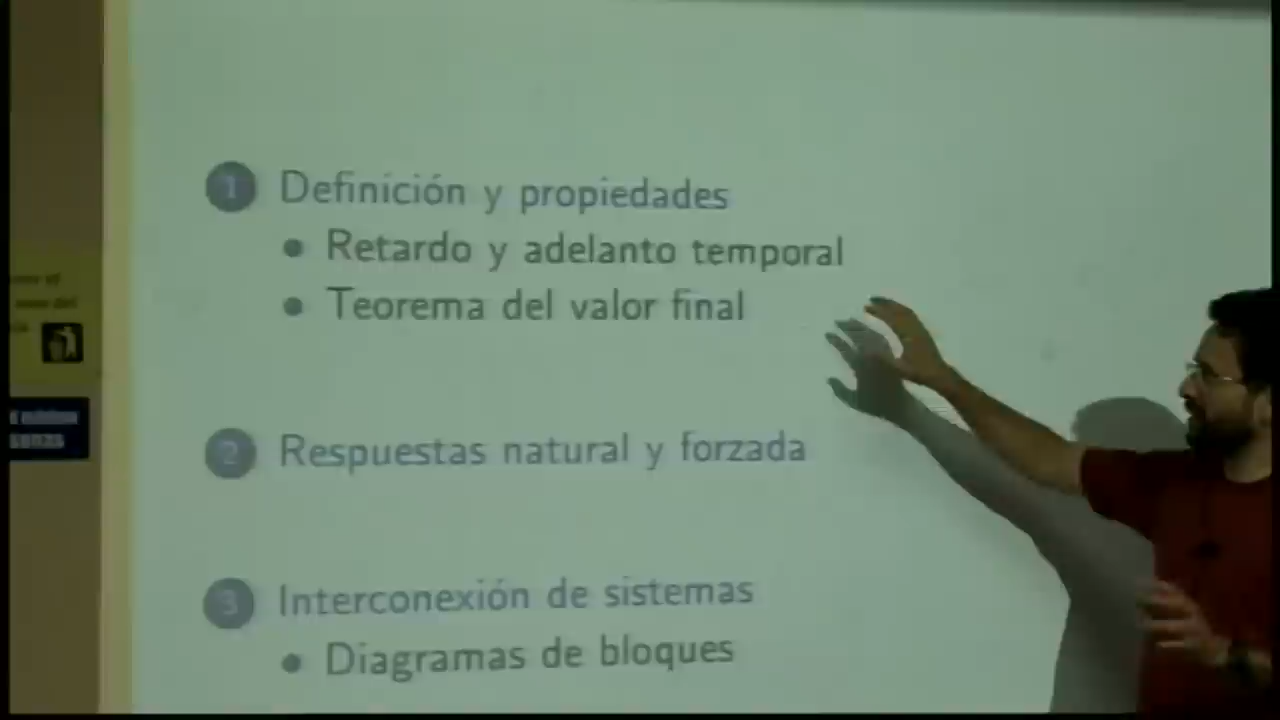 1 Definición y propiedades
• Retardo y adelanto temporal
• Teorema del valor final
2 Respuestas natural y forzada
3 Interconexión de sistemas
• Diagramas de bloques